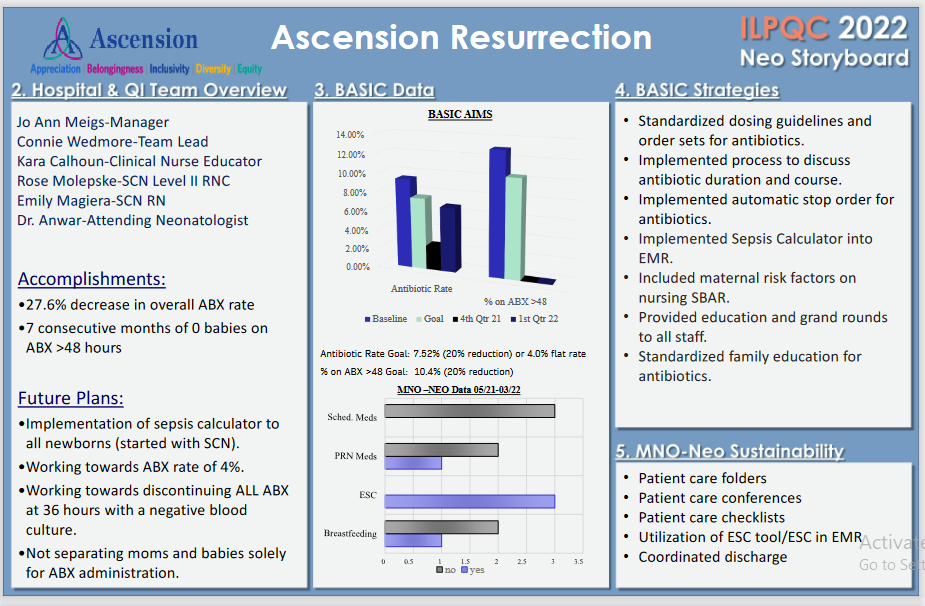 Ascension
Appreciation Belongingness Inclusivity Diversity Equity
Ascension Resurrection
ILPQC 2022
Neo Storyboard
2. Hospital & QI Team Overview
Jo Ann Meigs-Manager
Connie Wedmore-Team Lead
Kara Calhoun-Clinical Nurse Educator
Rose Molepske-SCN Level II RNC
Emily Magiera-SCN RN
Dr. Anwar-Attending Neonatologist
Accomplishments:
•27.6% decrease in overall ABX rate
•7 consecutive months of 0 babies on
ABX >48 hours
Future Plans:
•Implementation of sepsis calculator to
all newborns (started with SCN).
•Working towards ABX rate of 4%.
•Working towards discontinuing ALL ABX
at 36 hours with a negative blood
culture.
•Not separating moms and babies solely
for ABX administration.
3. BASIC Data
BASIC AIMS
14.00%
12.00%
10.00%
8.00%
6.00%
4.00%
2.00%
0.00%
Antibiotic Rate
% on ABX >48
Baseline Goal 4th Qtr 21 1st Qtr 22
Antibiotic Rate Goal: 7.52% (20% reduction) or 4.0% flat rate
% on ABX >48 Goal: 10.4% (20% reduction)
MNO –NEO Data 05/21-03/22
Sched. Meds
PRN Meds
ESC
Breastfeeding
0 0.5 1 1.5 2 2.5 3 3.5
no yes
4. BASIC Strategies
• Standardized dosing guidelines and
order sets for antibiotics.
• Implemented process to discuss
antibiotic duration and course.
• Implemented automatic stop order for
antibiotics.
• Implemented Sepsis Calculator into
EMR.
• Included maternal risk factors on
nursing SBAR.
• Provided education and grand rounds
to all staff.
• Standardized family education for
antibiotics.
5. MNO-Neo Sustainability
• Patient care folders
• Patient care conferences
• Patient care checklists
• Utilization of ESC tool/ESC in EMR
• Coordinated discharge
Activate
Go to Set